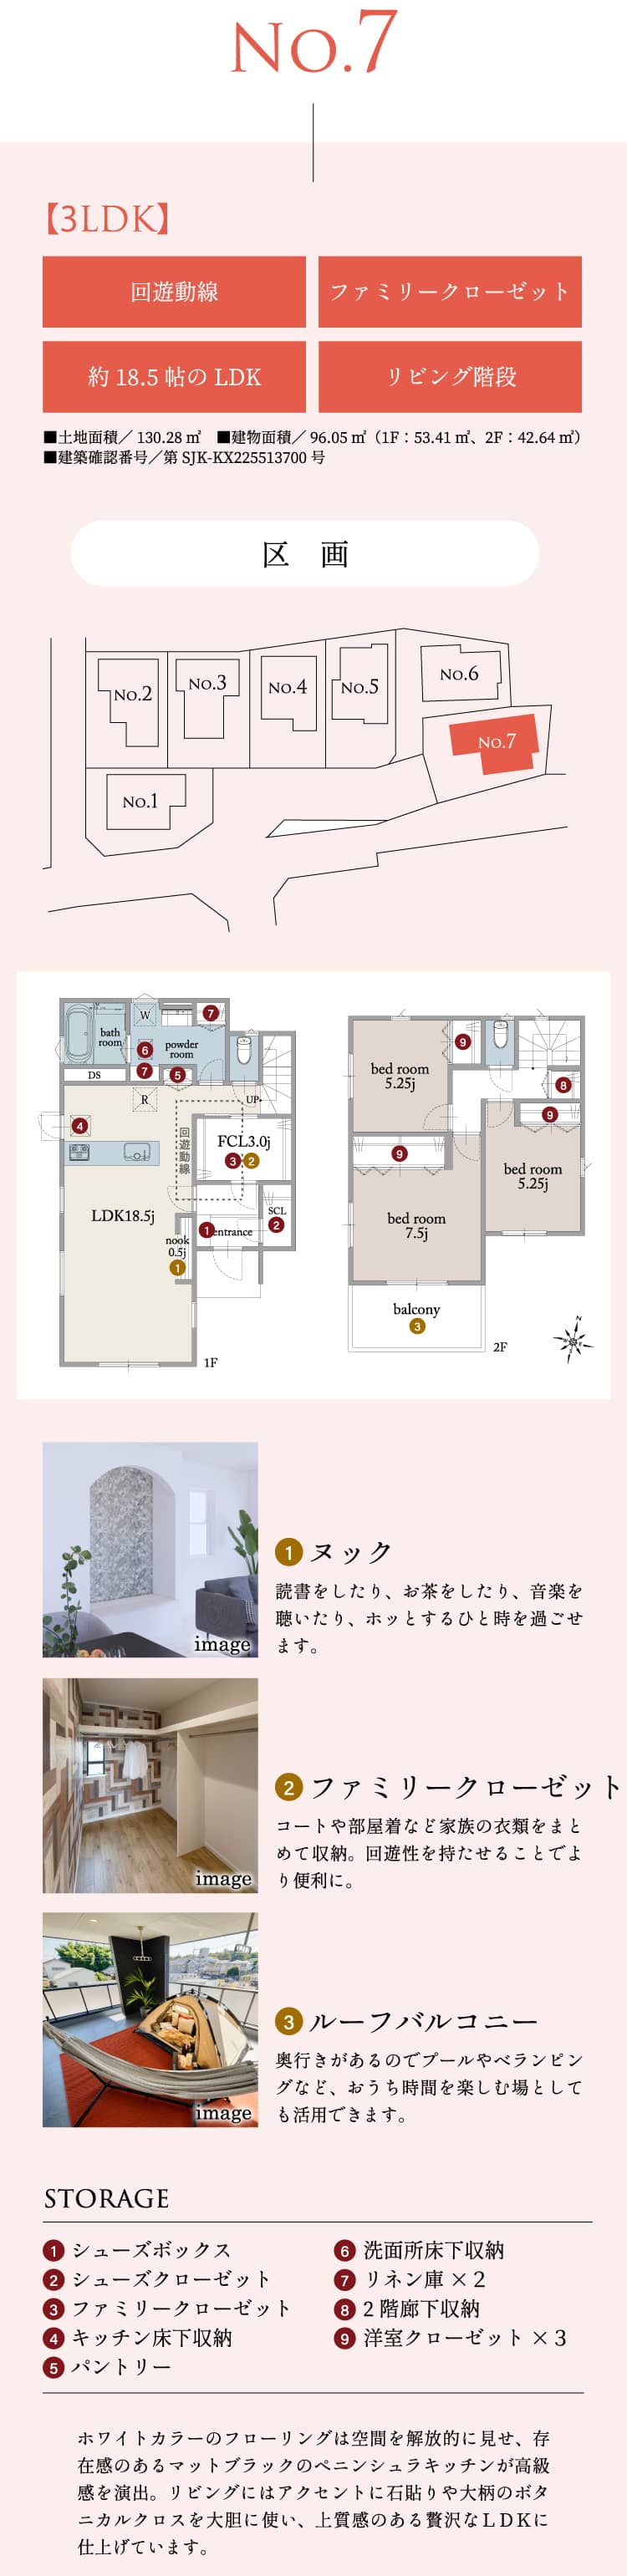 No.7
【3LDK】
回遊動線
ファミリークローゼット
約 18.5 帖の LDK
リビング階段
■土地面積／ 130.28 ㎡　■建物面積／ 96.05 ㎡（1F：53.41 ㎡、2F：42.64 ㎡）
■建築確認番号／第 SJK-KX225513700 号
区　画
No.2
No.3
No.4
No.5
No.6
No.7
No.1
bath room
W
6
7
powder room
7
5
DS
R
UP
4
回遊動線
FCL3.0j
3 2
LDK18.5j
SCL
2
1 entrance
nook
0.5j
1
1F
bed room
5.25j
9
8
9
9
bed room
5.25j
bed room
7.5j
balcony
3
2F
N
image
1 ヌック
読書をしたり、お茶をしたり、音楽を
聴いたり、ホッとするひと時を過ごせ
ます。
image
2 ファミリークローゼット
コートや部屋着など家族の衣類をまと
めて収納。回遊性を持たせることでよ
り便利に。
image
3 ルーフバルコニー
奥行きがあるのでプールやベランピン
グなど、おうち時間を楽しむ場として
も活用できます。
STORAGE
1 シューズボックス
2 シューズクローゼット
3 ファミリークローゼット
4 キッチン床下収納
5 パントリー
6 洗面所床下収納
7 リネン庫 × 2
8 2 階廊下収納
9 洋室クローゼット × 3
ホワイトカラーのフローリングは空間を解放的に見せ、存
在感のあるマットブラックのペニンシュラキッチンが高級
感を演出。リビングにはアクセントに石貼りや大柄のボタ
ニカルクロスを大胆に使い、上質感のある贅沢なＬＤＫに
仕上げています。